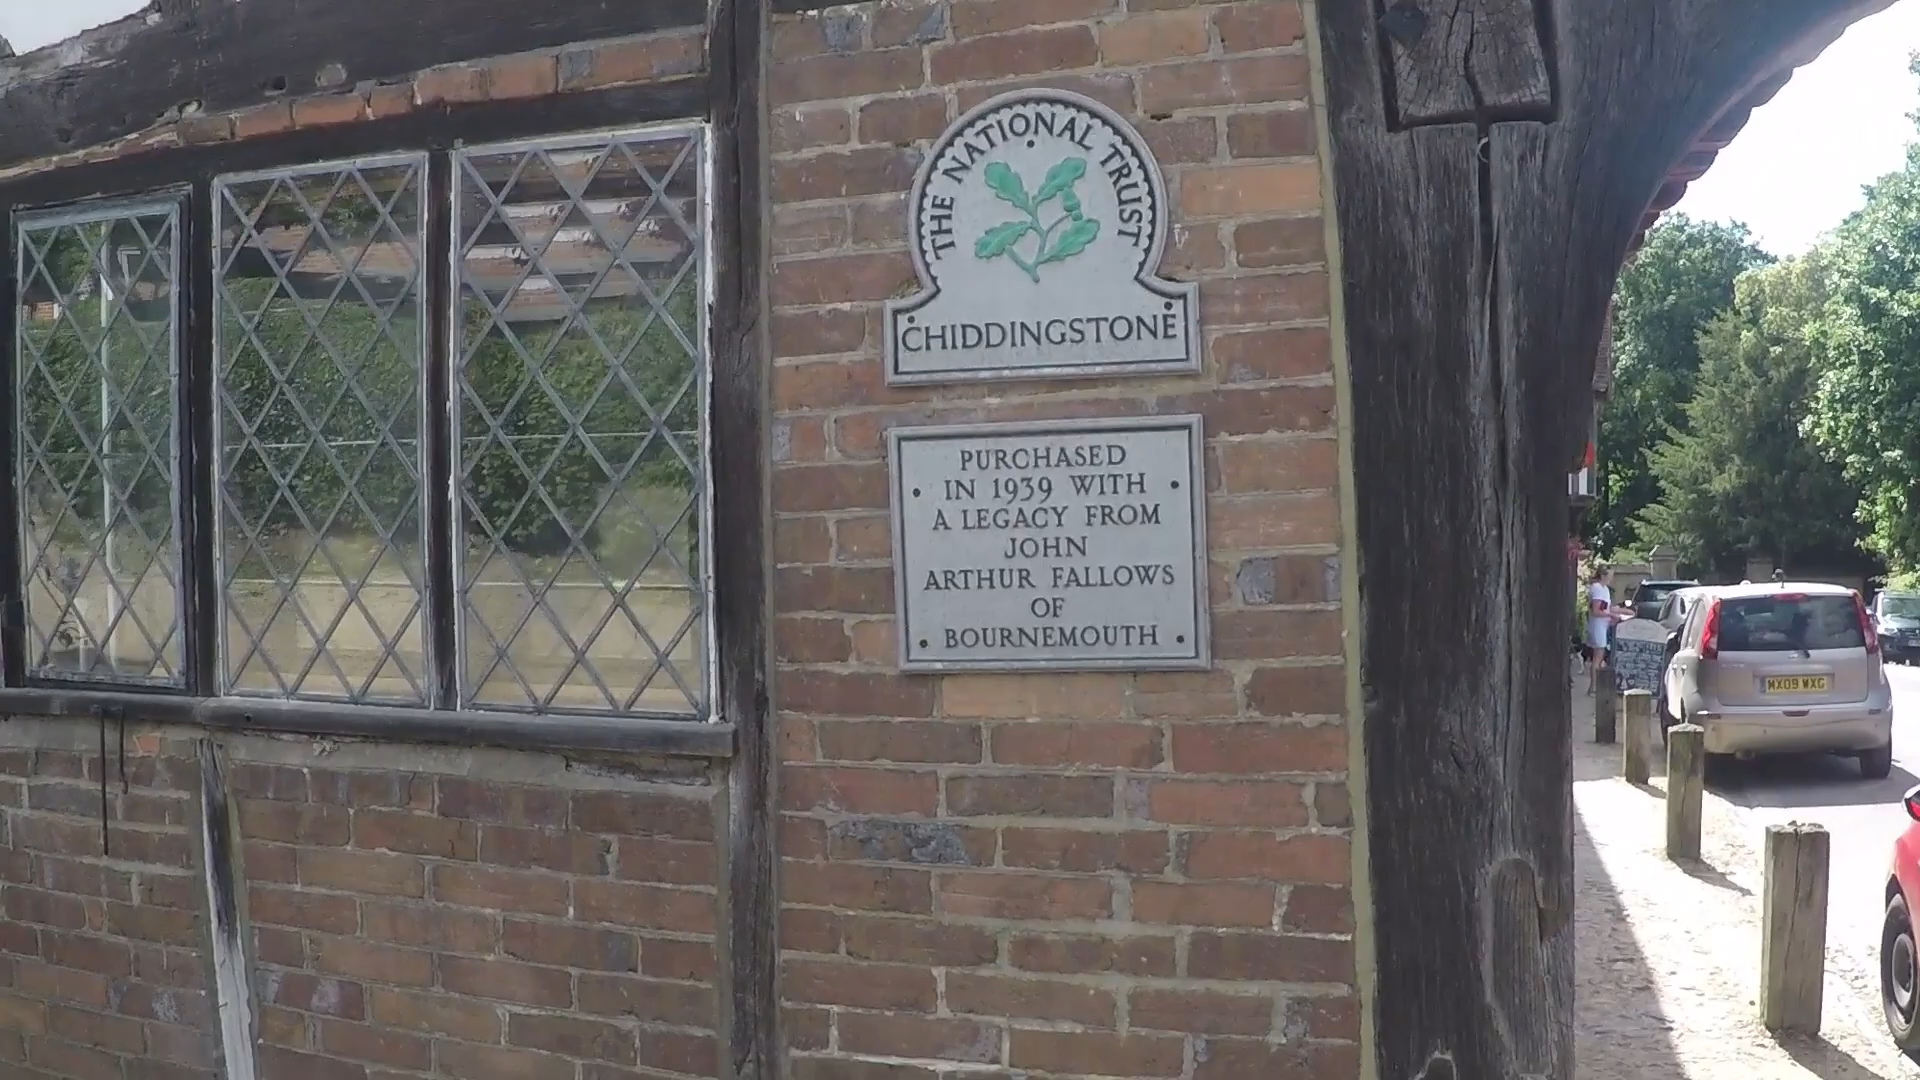 THE NATIONAL TRUST
CHIDDINGSTONE
PURCHASED
IN 1939 WITH
A LEGACY FROM
JOHN
ARTHUR FALLOWS
OF
BOURNEMOUTH
MX09 WXG